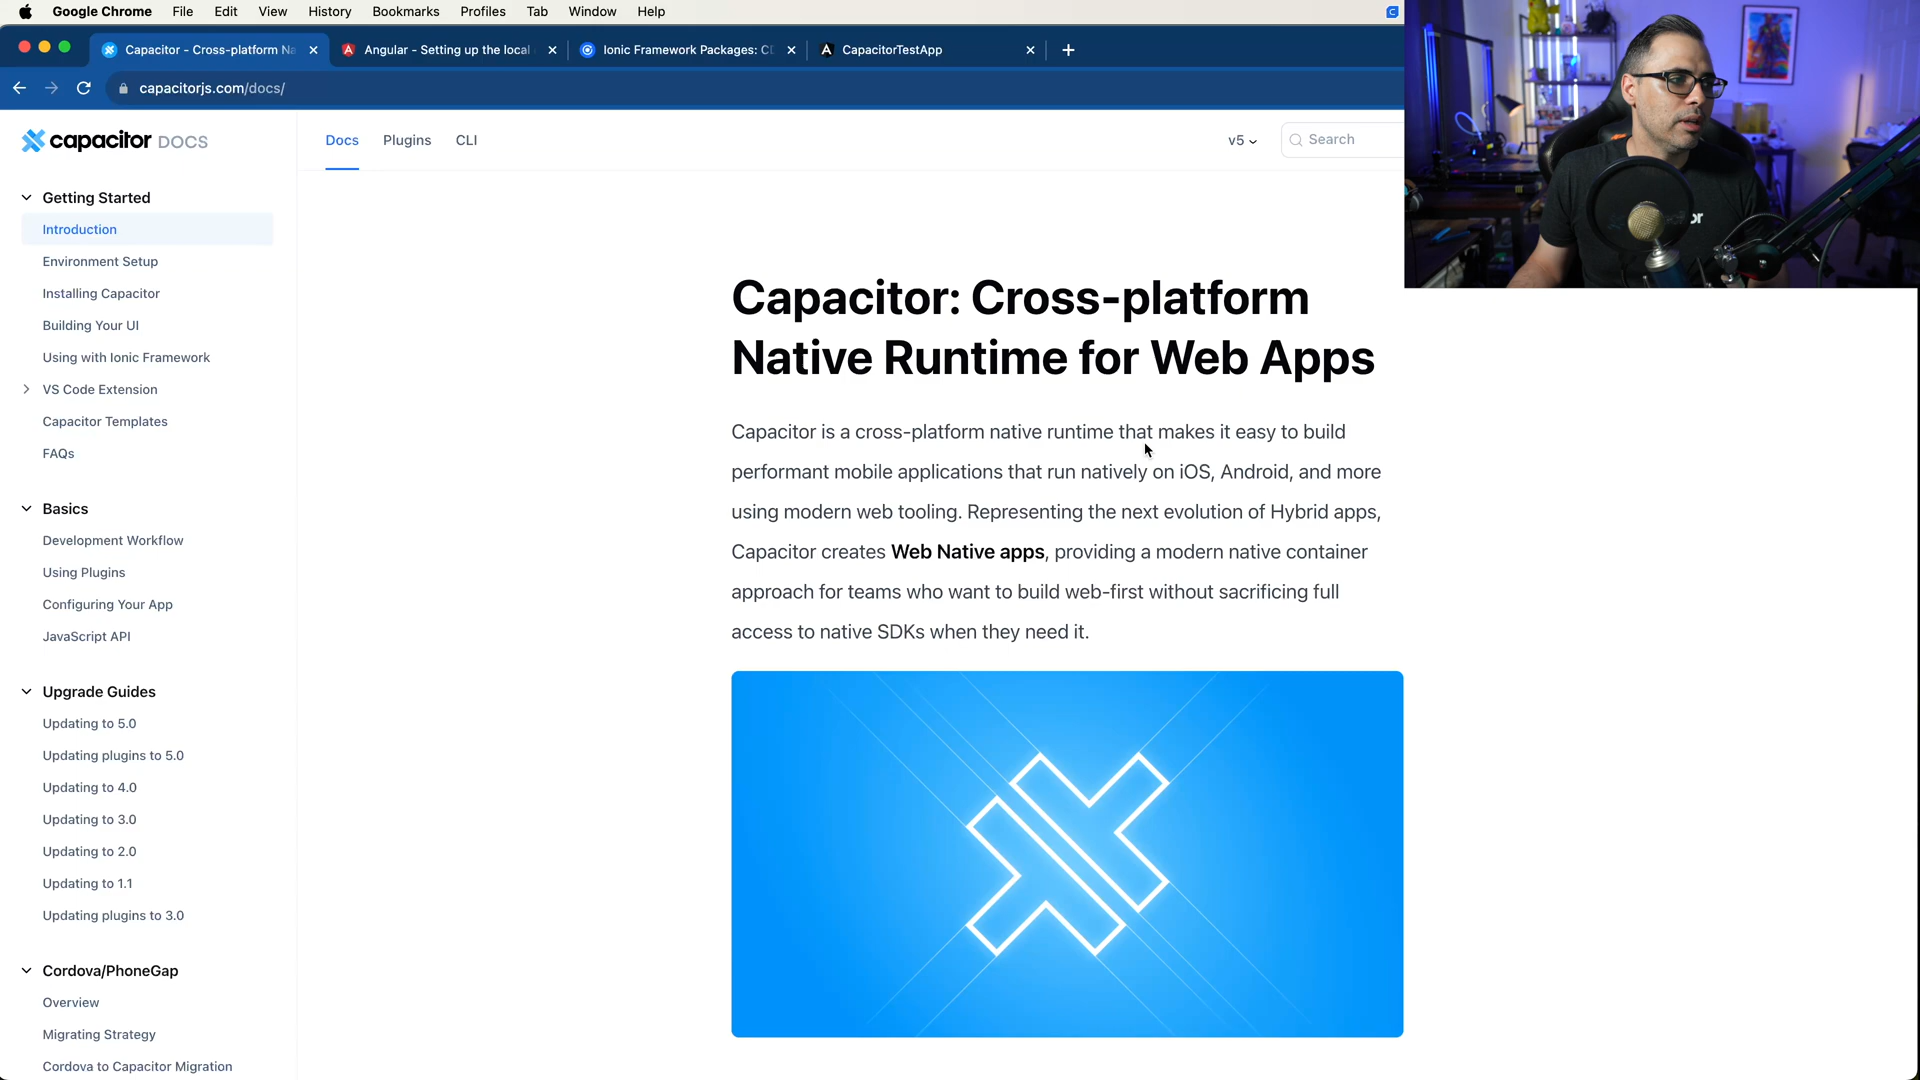 Google Chrome File Edit View History Bookmarks Profiles Tab Window Help
Capacitor - Cross-platform Na
Angular - Setting up the local
Ionic Framework Packages: CD
CapacitorTestApp
capacitorjs.com/docs/
capacitor DOCS
Docs Plugins CLI
v5
Search
Getting Started
Introduction
Environment Setup
Installing Capacitor
Building Your UI
Using with Ionic Framework
VS Code Extension
Capacitor Templates
FAQs
Basics
Development Workflow
Using Plugins
Configuring Your App
JavaScript API
Upgrade Guides
Updating to 5.0
Updating plugins to 5.0
Updating to 4.0
Updating to 3.0
Updating to 2.0
Updating to 1.1
Updating plugins to 3.0
Cordova/PhoneGap
Overview
Migrating Strategy
Cordova to Capacitor Migration
Capacitor: Cross-platform
Native Runtime for Web Apps
Capacitor is a cross-platform native runtime that makes it easy to build
performant mobile applications that run natively on iOS, Android, and more
using modern web tooling. Representing the next evolution of Hybrid apps,
Capacitor creates Web Native apps, providing a modern native container
approach for teams who want to build web-first without sacrificing full
access to native SDKs when they need it.
or